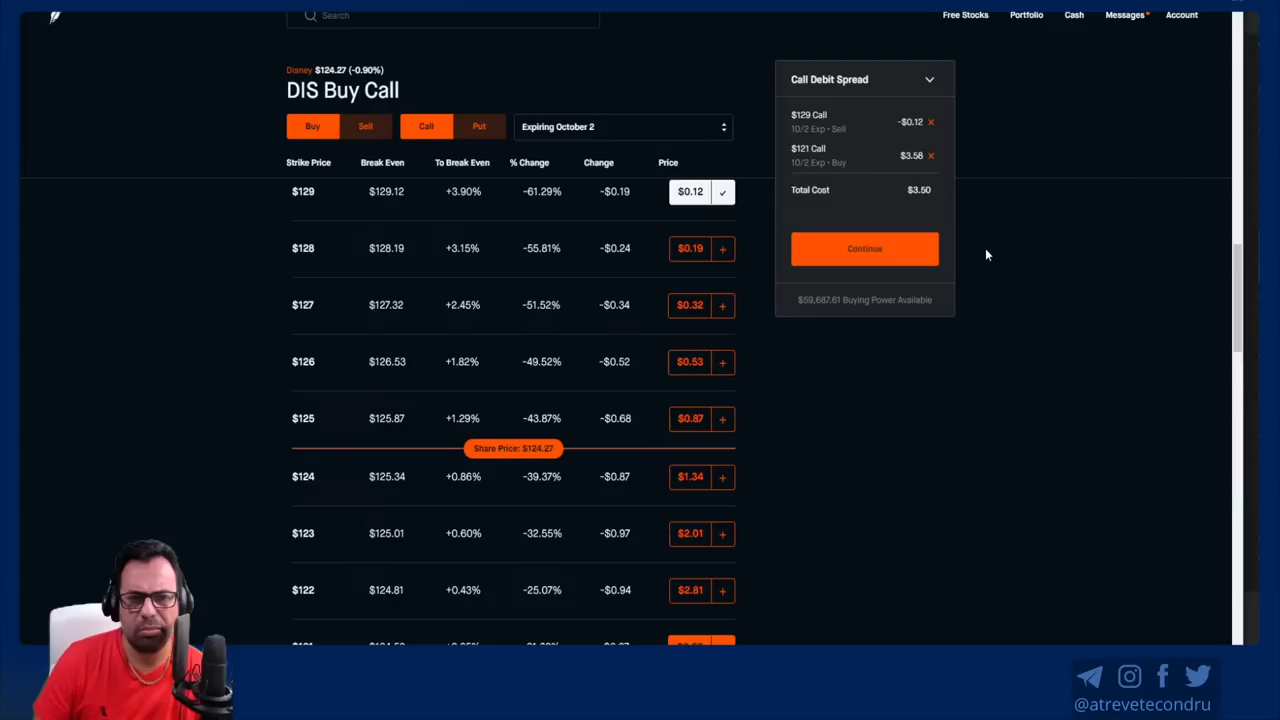 Search
Free Stocks Portfolio Cash Messages Account
Disney $124.27 (-0.90%)
DIS Buy Call
Buy Sell Call Put Expiring October 2
Strike Price Break Even To Break Even % Change Change Price
$129 $129.12 +3.90% -61.29% -$0.19 $0.12
$128 $128.19 +3.15% -55.81% -$0.24 $0.19 +
$127 $127.32 +2.45% -51.52% -$0.34 $0.32 +
$126 $126.53 +1.82% -49.52% -$0.52 $0.53 +
$125 $125.87 +1.29% -43.87% -$0.68 $0.87 +
Share Price: $124.27
$124 $125.34 +0.86% -39.37% -$0.87 $1.34 +
$123 $125.01 +0.60% -32.55% -$0.97 $2.01 +
$122 $124.81 +0.43% -25.07% -$0.94 $2.81 +
Call Debit Spread
$129 Call -$0.12 ×
10/2 Exp • Sell
$121 Call $3.58 ×
10/2 Exp • Buy
Total Cost $3.50
Continue
$59,687.61 Buying Power Available
@atrevetecondru